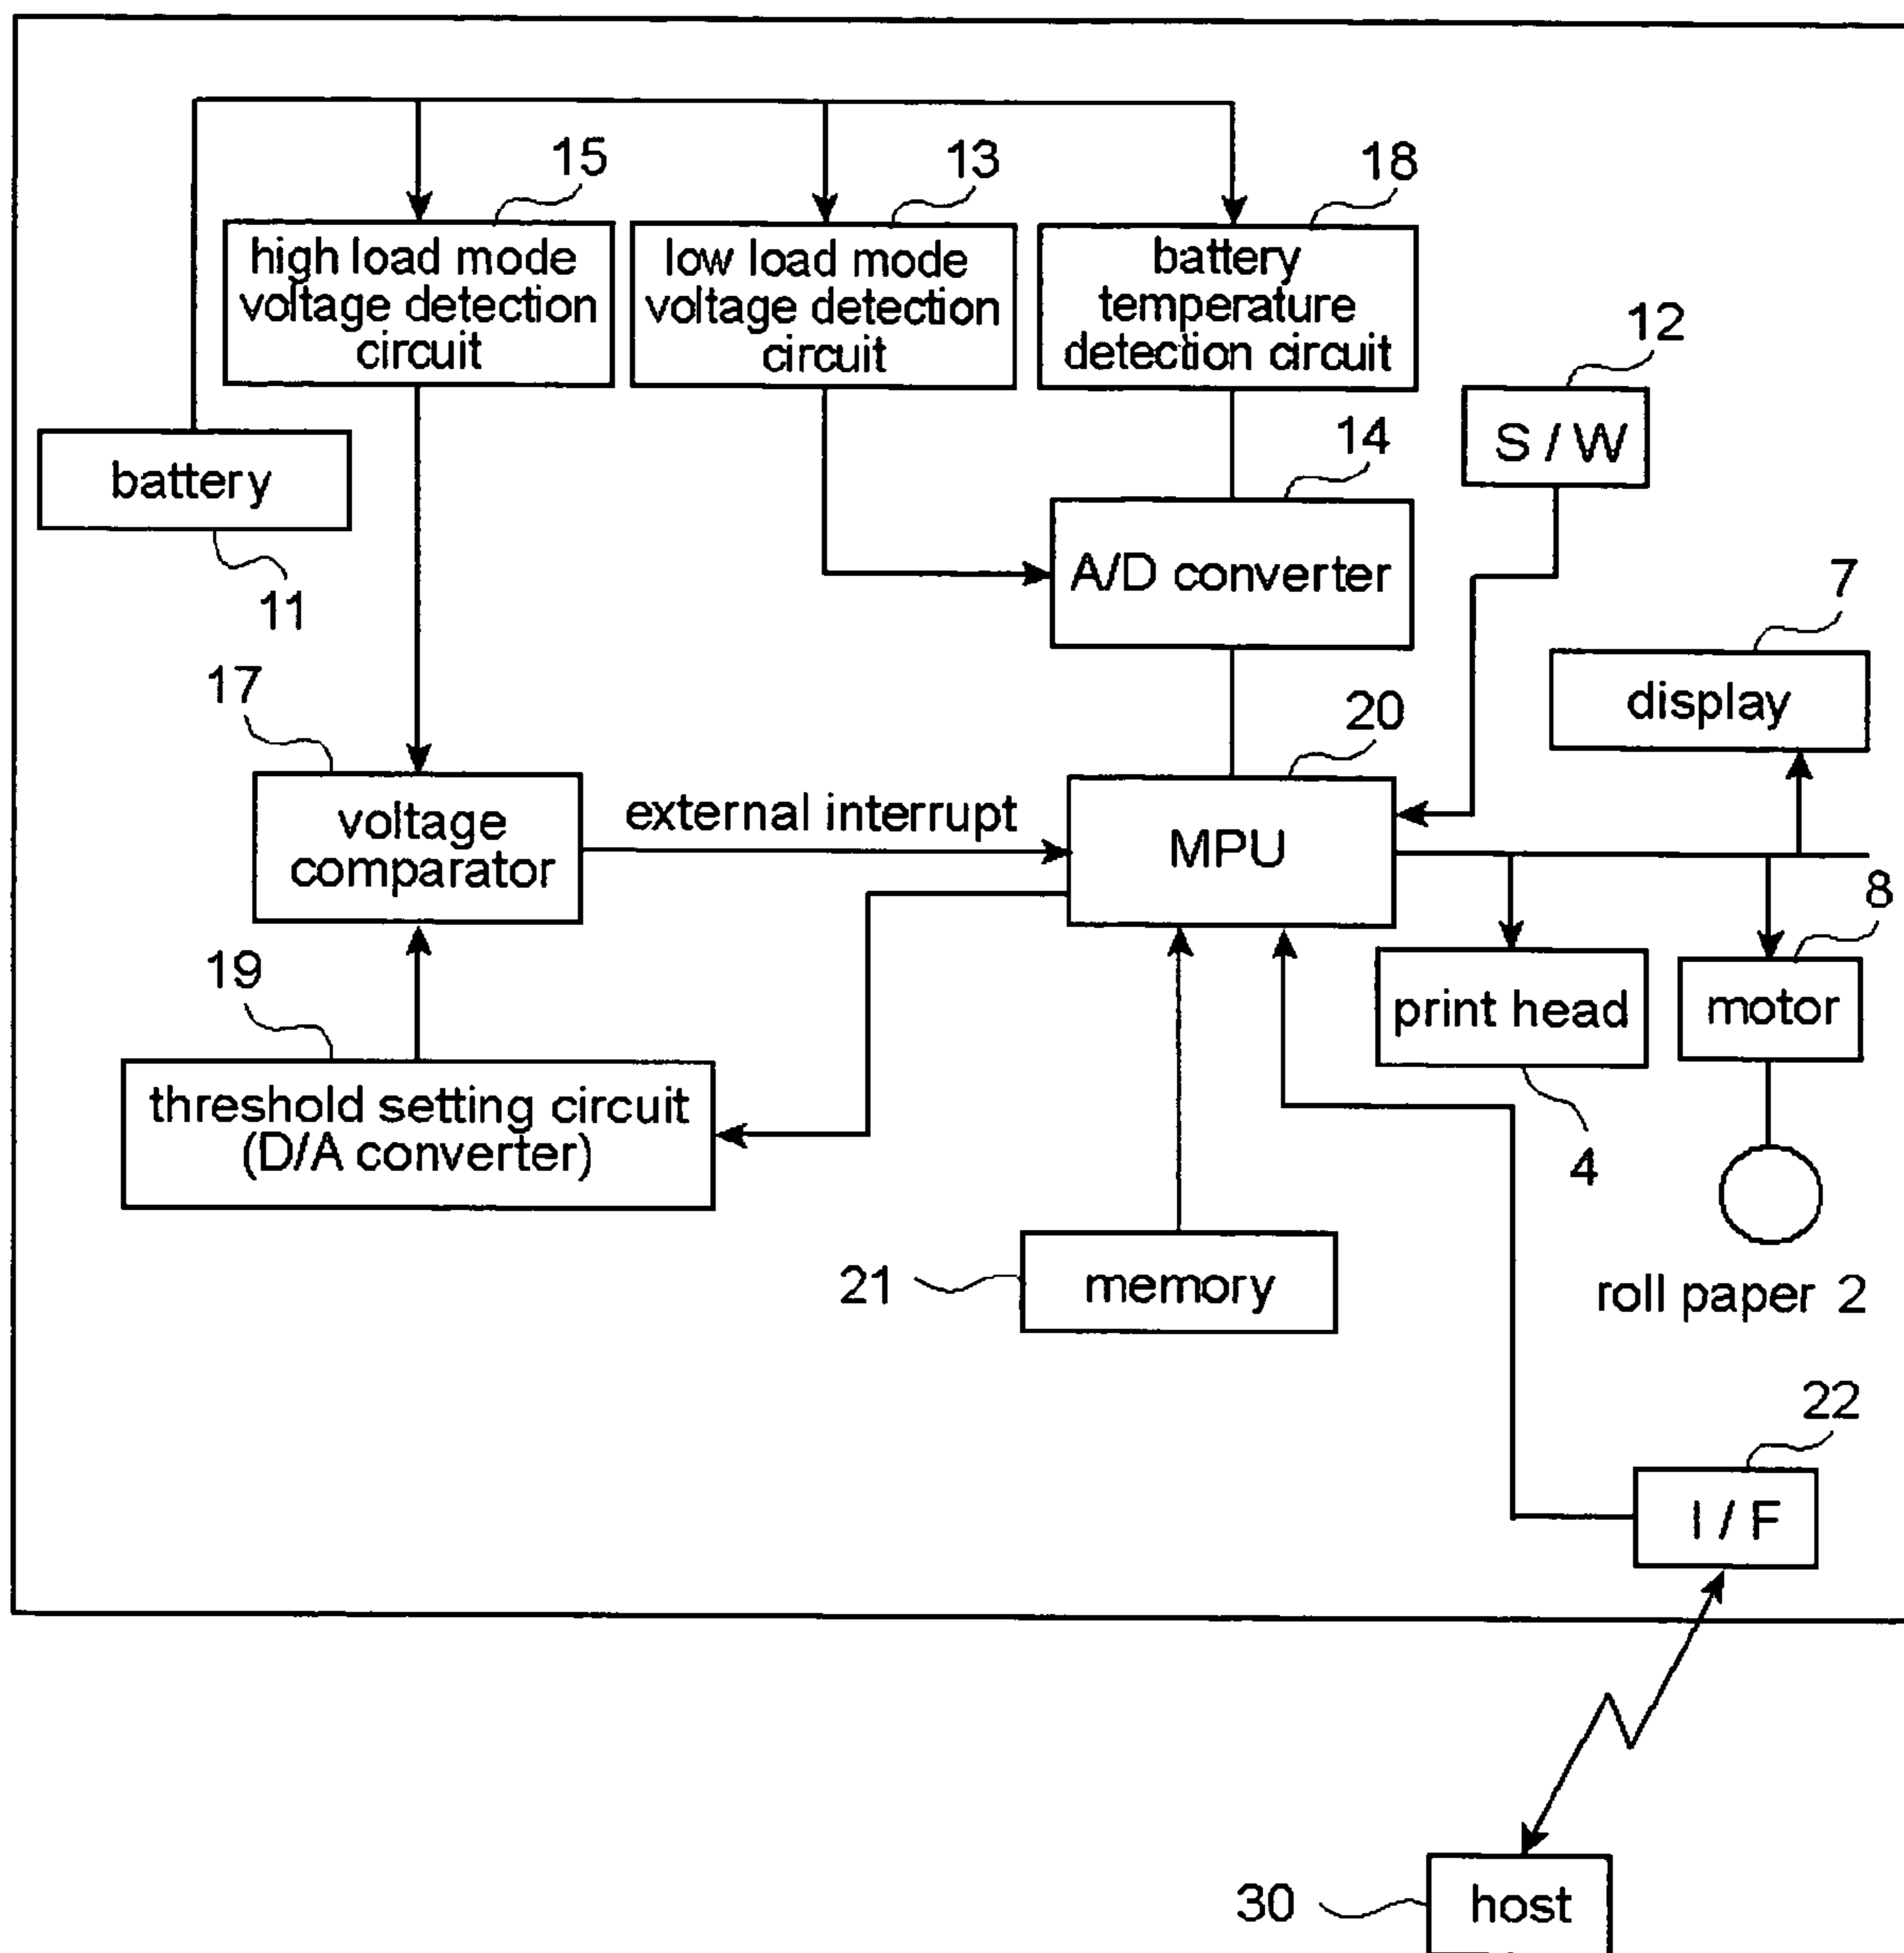 15
13
18
high load mode
voltage detection
circuit
low load mode
voltage detection
circuit
battery
temperature
detection circuit
12
S / W
battery
11
14
A/D converter
7
display
17
voltage
comparator
external interrupt
20
MPU
8
print head
4
motor
19
threshold setting circuit
(D/A converter)
21
memory
roll paper 2
22
I / F
30
host